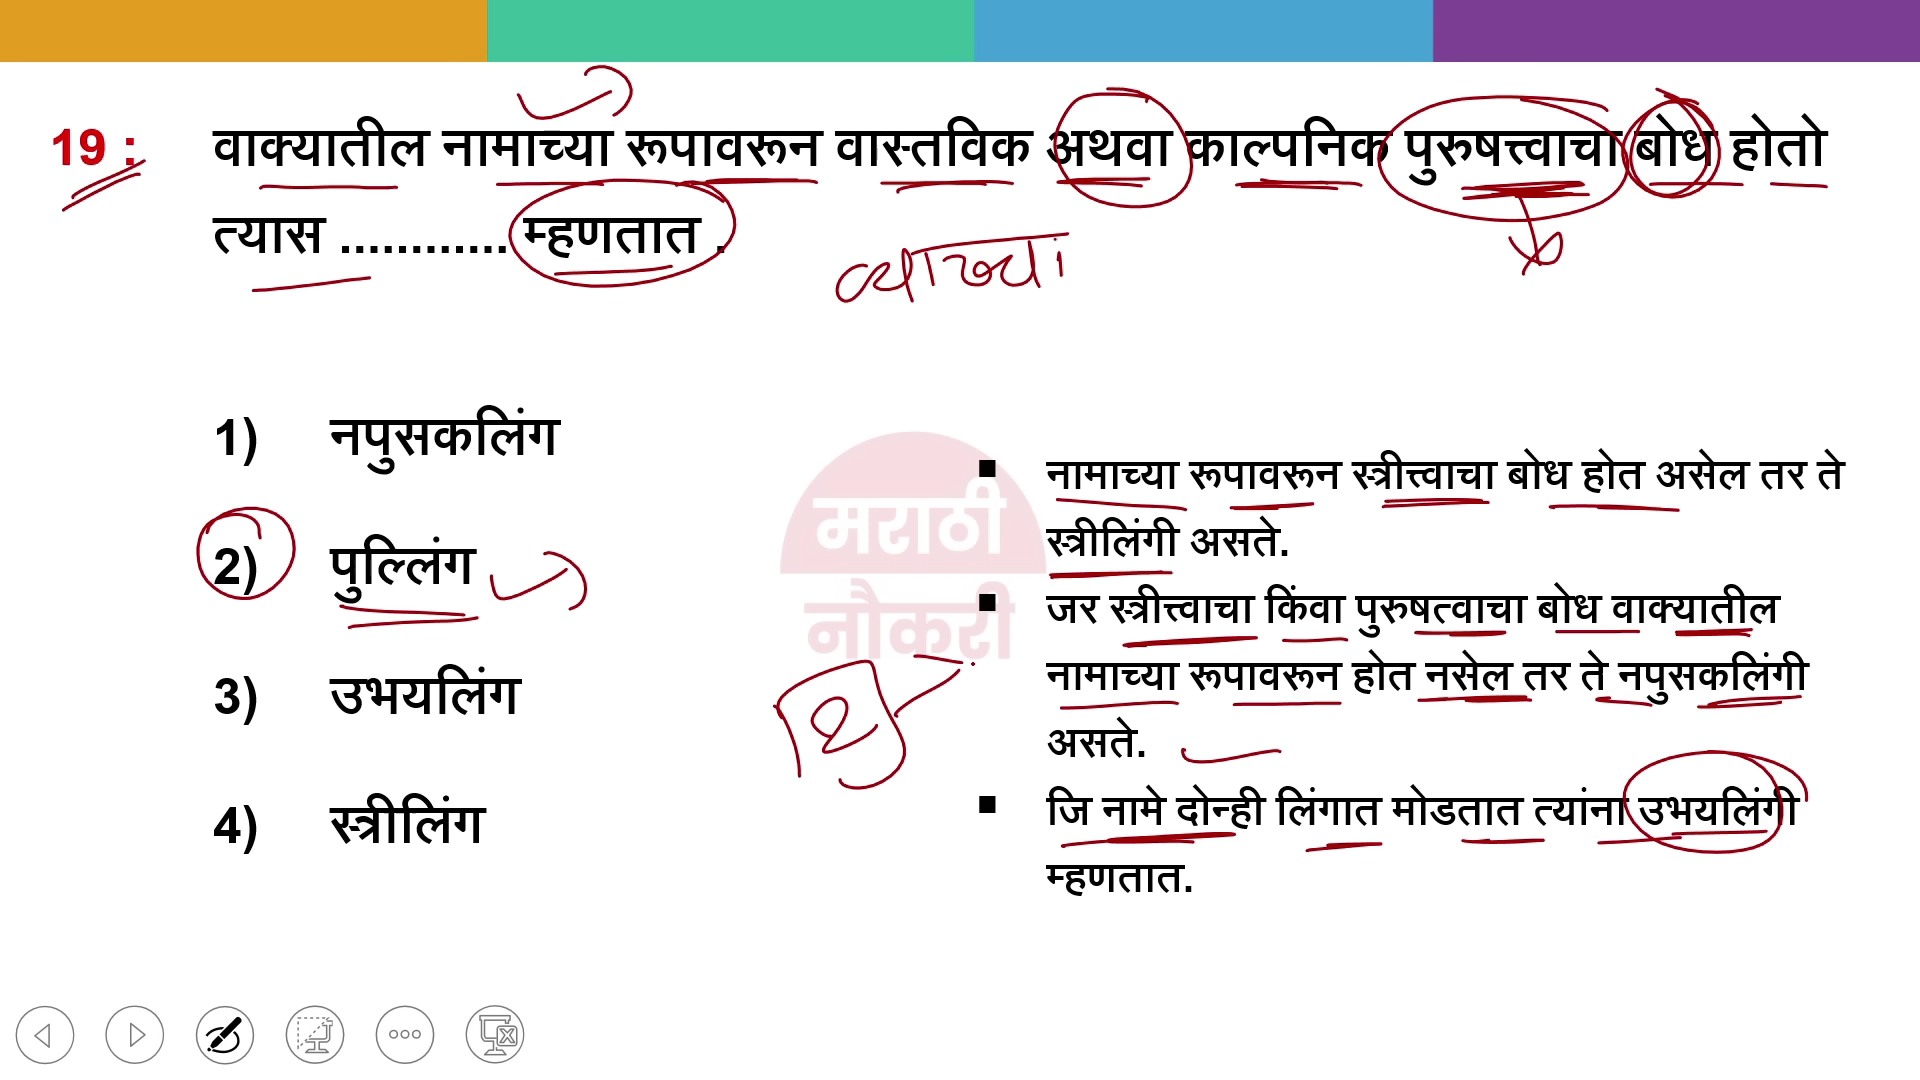 19 : वाक्यातील नामाच्या रूपावरून वास्तविक अथवा काल्पनिक पुरुषत्त्वाचा बोध होतो
त्यास ............ म्हणतात .
व्याख्या
1) नपुसकलिंग
2) पुल्लिंग
3) उभयलिंग
4) स्त्रीलिंग
मराठी
नौकरी
▪ नामाच्या रूपावरून स्त्रीत्त्वाचा बोध होत असेल तर ते
स्त्रीलिंगी असते.
▪ जर स्त्रीत्त्वाचा किंवा पुरुषत्वाचा बोध वाक्यातील
नामाच्या रूपावरून होत नसेल तर ते नपुसकलिंगी
असते.
▪ जि नामे दोन्ही लिंगात मोडतात त्यांना उभयलिंगी
म्हणतात.
२